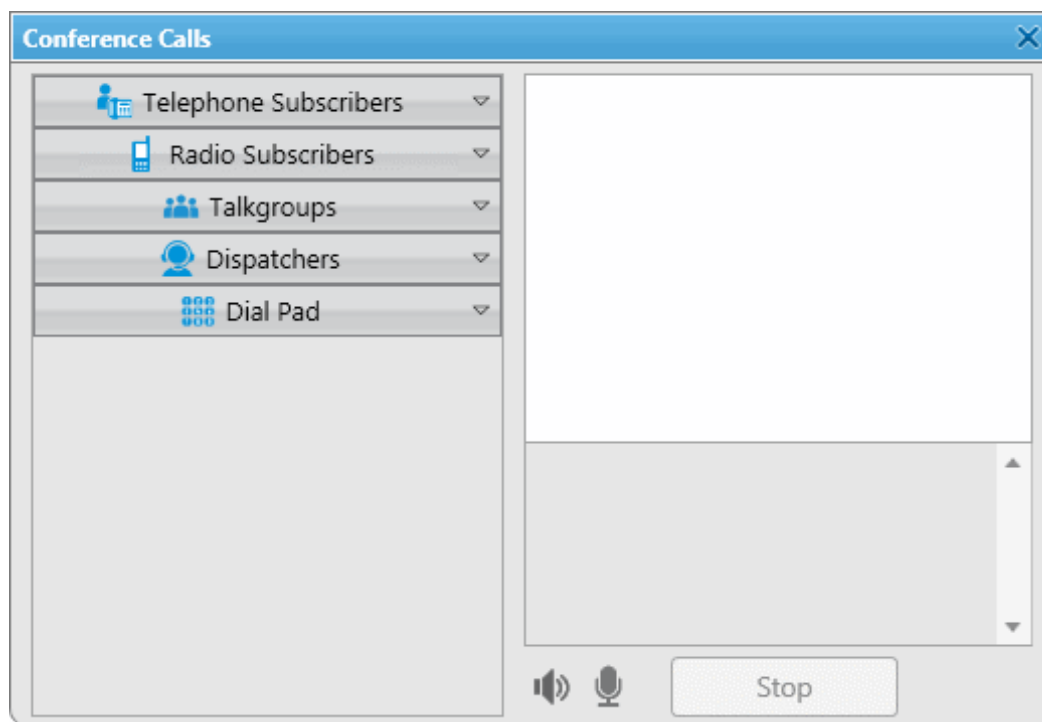 Conference Calls
Telephone Subscribers
Radio Subscribers
Talkgroups
Dispatchers
Dial Pad
Stop